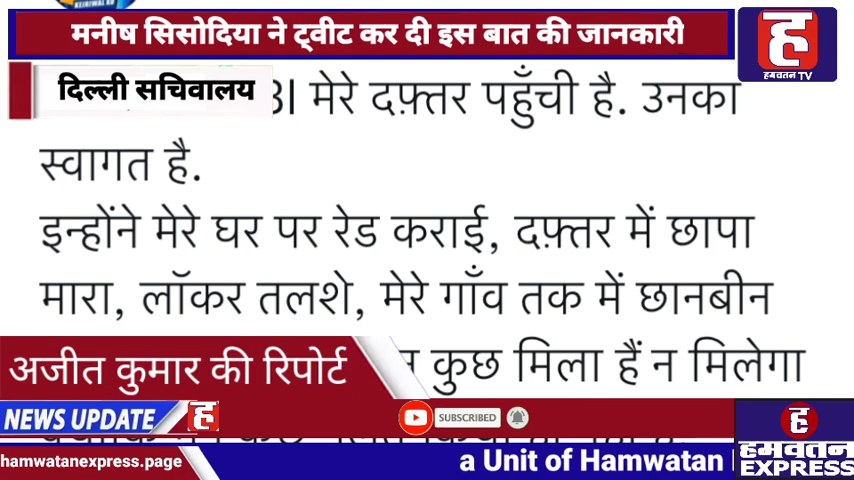 मनीष सिसोदिया ने ट्वीट कर दी इस बात की जानकारी
ह
हमवतन TV
दिल्ली सचिवालय
BI मेरे दफ़्तर पहुँची है. उनका
स्वागत है.
इन्होंने मेरे घर पर रेड कराई, दफ़्तर में छापा
मारा, लॉकर तलशे, मेरे गाँव तक में छानबीन
कुछ मिला हैं न मिलेगा
अजीत कुमार की रिपोर्ट
NEWS UPDATE
ह
SUBSCRIBED
ह
हमवतन
EXPRESS
hamwatanexpress.page
a Unit of Hamwatan